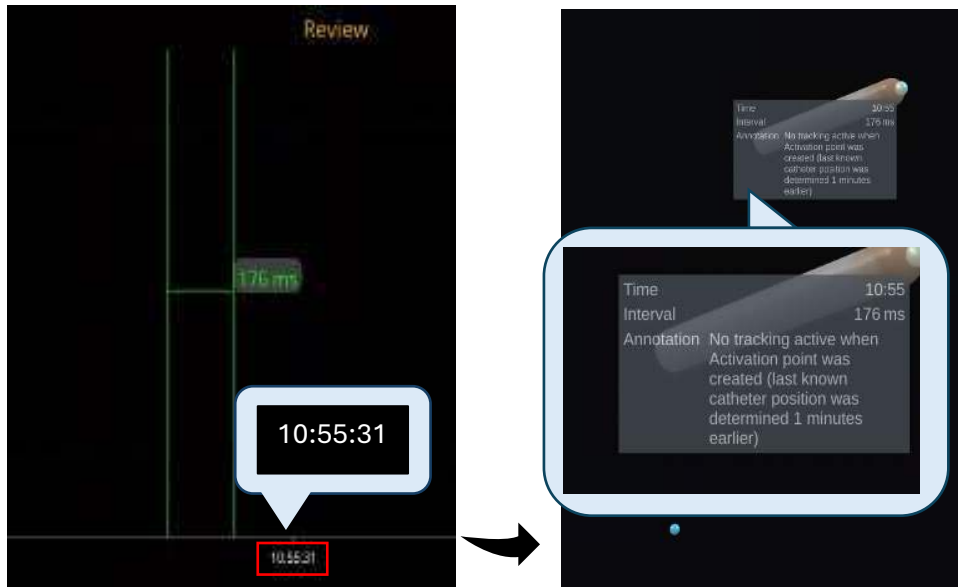 Review
176 ms
10:55:31
10:55:31
Time 10:55
Interval 176 ms
Annotation No tracking active when
Activation point was
created (last known
catheter position was
determined 1 minutes
earlier)
Time 10:55
Interval 176 ms
Annotation No tracking active when
Activation point was
created (last known
catheter position was
determined 1 minutes
earlier)